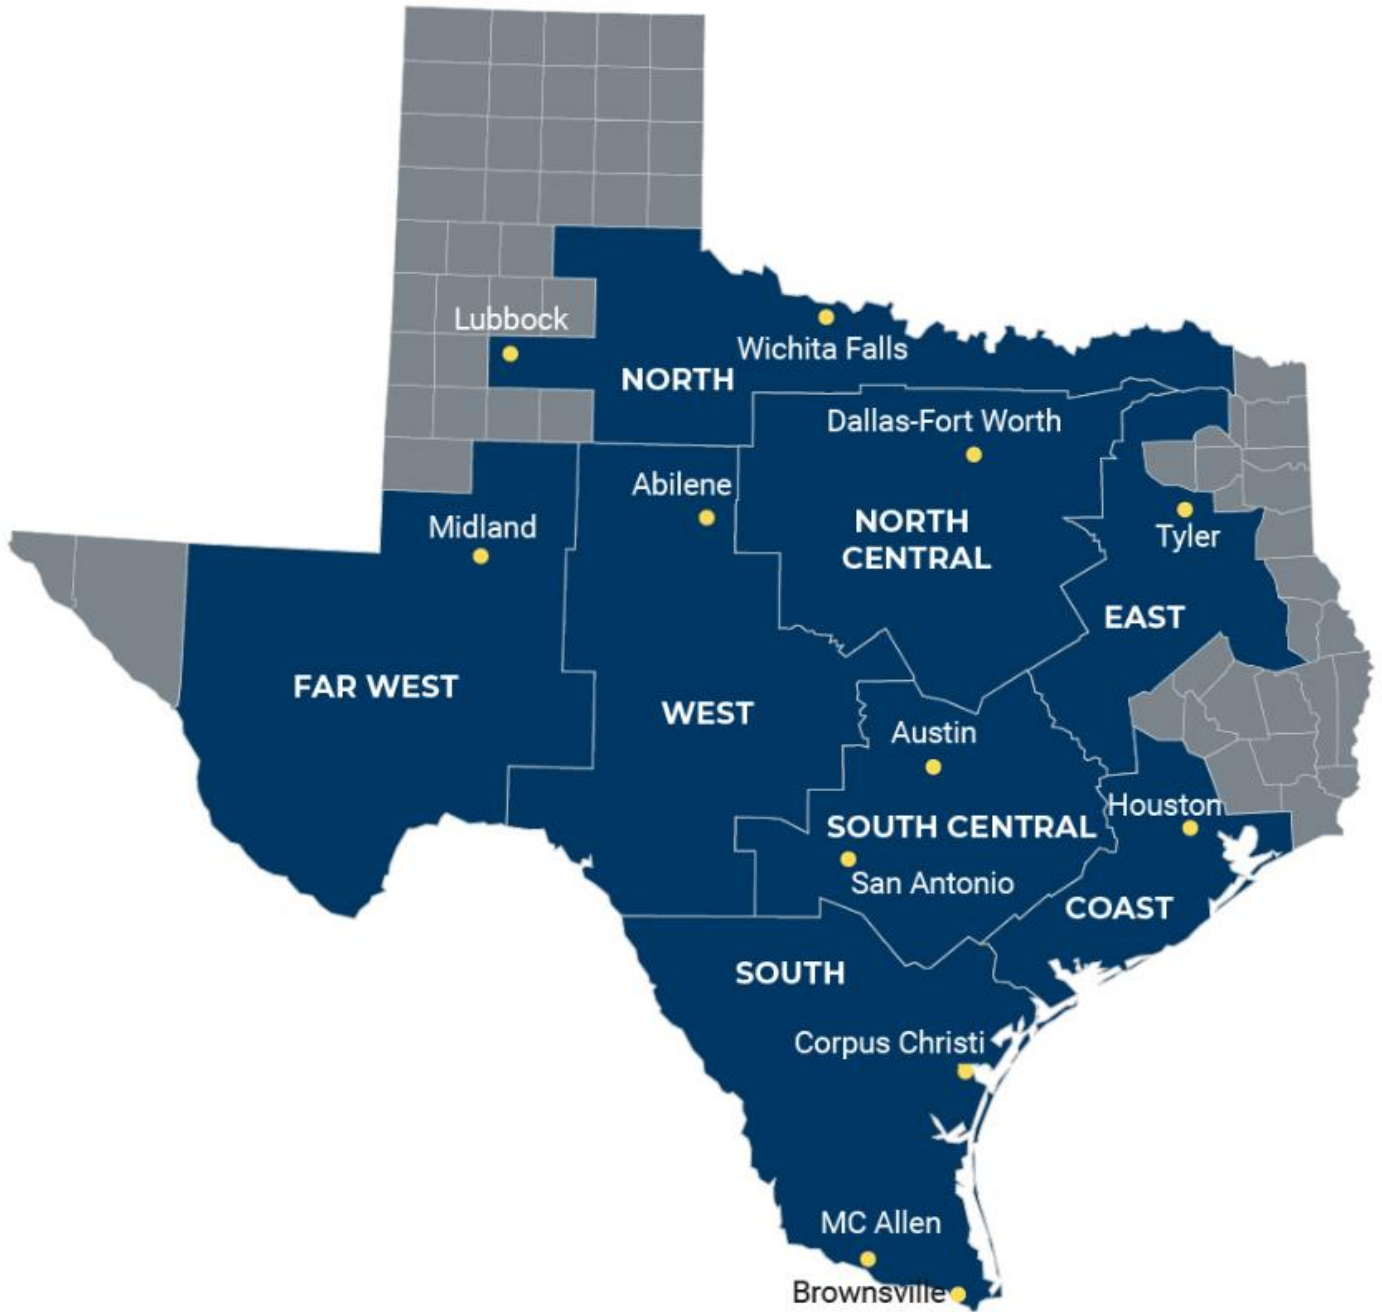 Lubbock
Wichita Falls
NORTH
Dallas-Fort Worth
Abilene
Midland
NORTH
CENTRAL
Tyler
EAST
FAR WEST
WEST
Austin
Houston
SOUTH CENTRAL
San Antonio
COAST
SOUTH
Corpus Christi
MC Allen
Brownsville